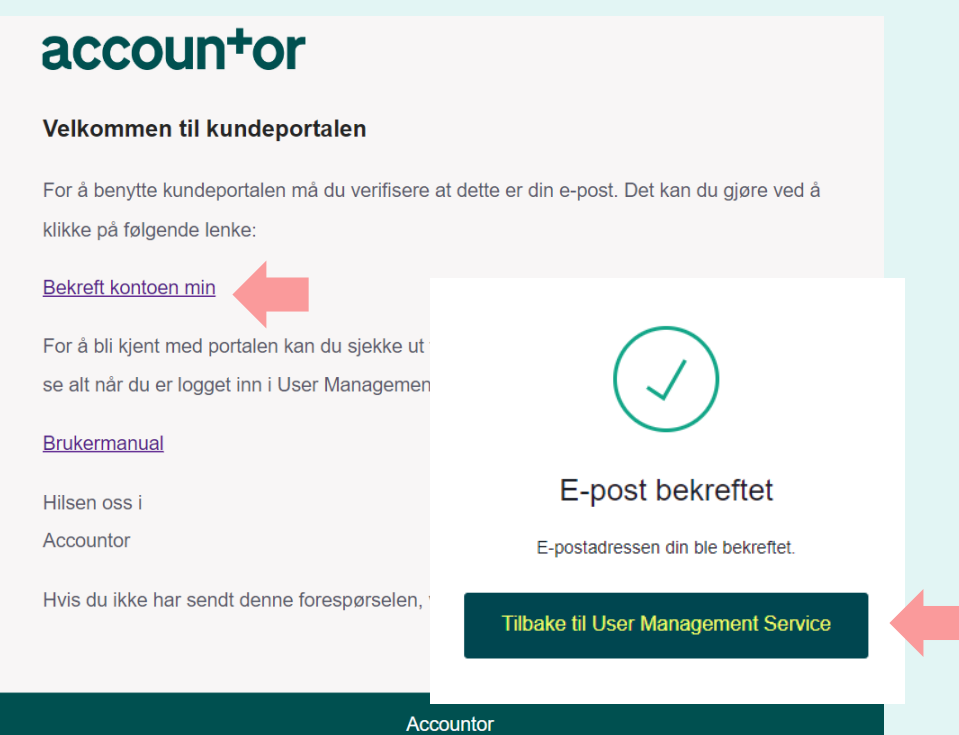 accountor
Velkommen til kundeportalen
For å benytte kundeportalen må du verifisere at dette er din e-post. Det kan du gjøre ved å
klikke på følgende lenke:
Bekreft kontoen min
For å bli kjent med portalen kan du sjekke ut
se alt når du er logget inn i User Managemen
Brukermanual
Hilsen oss i
Accountor
Hvis du ikke har sendt denne forespørselen,
E-post bekreftet
E-postadressen din ble bekreftet.
Tilbake til User Management Service
Accountor